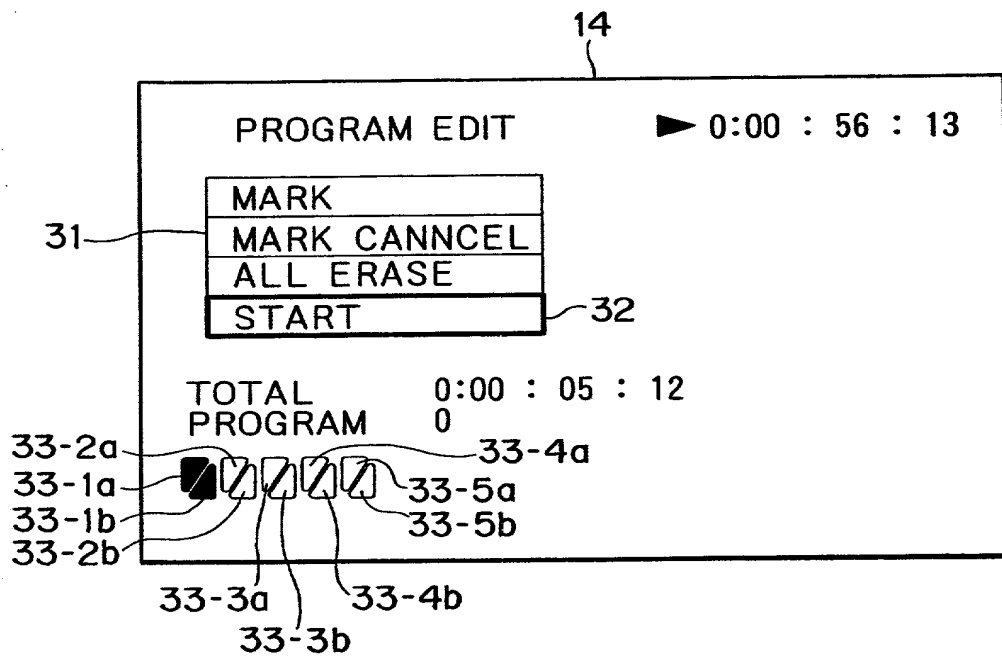 14
PROGRAM EDIT ► 0:00 : 56 : 13
MARK
31
MARK CANNCEL
ALL ERASE
START
32
TOTAL 0:00 : 05 : 12
PROGRAM 0
33-2a
33-4a
33-1a
33-5a
33-1b
33-5b
33-2b
33-3a
33-4b
33-3b